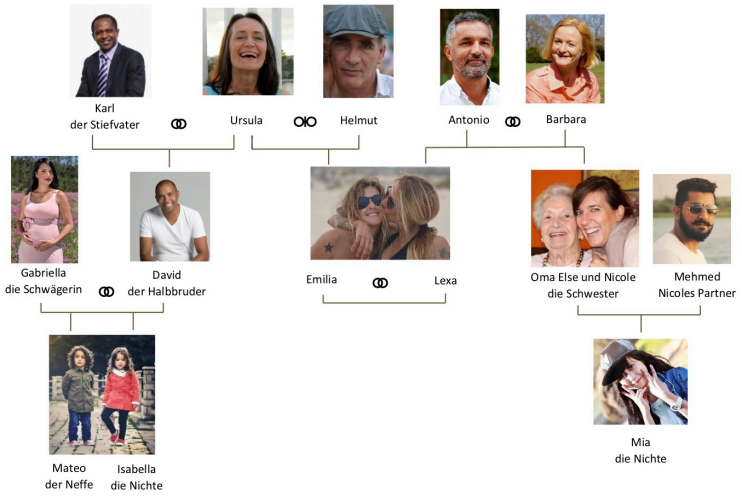 Karl
der Stiefvater
Ursula
Helmut
Antonio
Barbara
Gabriella
die Schwägerin
David
der Halbbruder
Emilia
Lexa
Oma Else und Nicole
die Schwester
Mehmed
Nicoles Partner
Mateo
der Neffe
Isabella
die Nichte
Mia
die Nichte